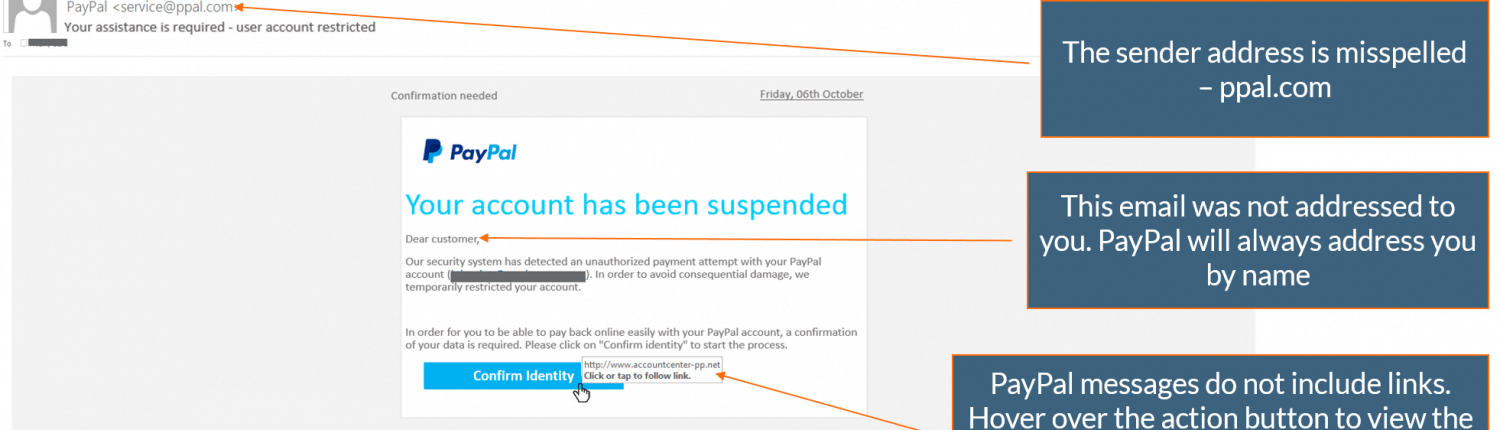 PayPal <service@ppal.com>
Your assistance is required - user account restricted
To
The sender address is misspelled
– ppal.com
Confirmation needed
Friday, 06th October
PayPal
Your account has been suspended
Dear customer,
This email was not addressed to
you. PayPal will always address you
by name
Our security system has detected an unauthorized payment attempt with your PayPal
account ( ). In order to avoid consequential damage, we
temporarily restricted your account.
In order for you to be able to pay back online easily with your PayPal account, a confirmation
of your data is required. Please click on "Confirm identity" to start the process.
Confirm Identity
http://www.accountcenter-pp.net
Click or tap to follow link.
PayPal messages do not include links.
Hover over the action button to view the